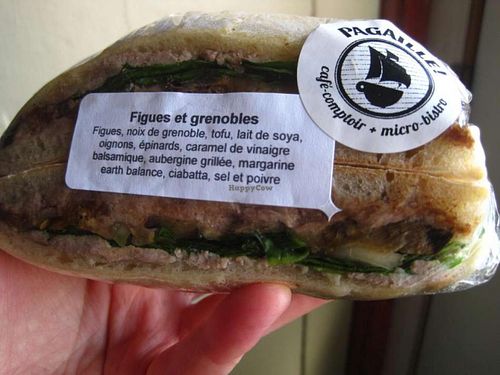 PAGAILLE!
café-comptoir + micro-bistro
Figues et grenobles
Figues, noix de grenoble, tofu, lait de soya,
oignons, épinards, caramel de vinaigre
balsamique, aubergine grillée, margarine
earth balance, ciabatta, sel et poivre
HappyCow